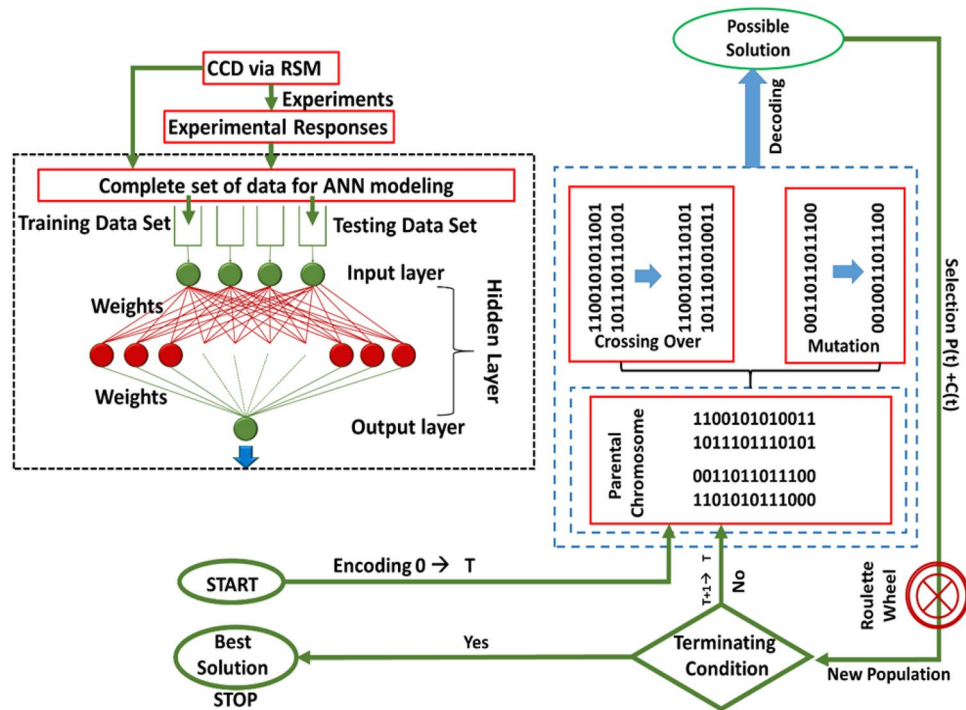 CCD via RSM
Experiments
Experimental Responses
Complete set of data for ANN modeling
Training Data Set
Testing Data Set
Input layer
Weights
Hidden Layer
Weights
Output layer
Possible
Solution
Decoding
1100101011001
1011101110101
1100101110101
1011101010011
Crossing Over
0011011011100
0010011011100
Mutation
Parental
Chromosome
1100101010011
1011101110101
0011011011100
1101010111000
Selection P(t) +C(t)
START
Encoding 0 → T
T+1→ T
No
Roulette
Wheel
Best
Solution
STOP
Yes
Terminating
Condition
New Population